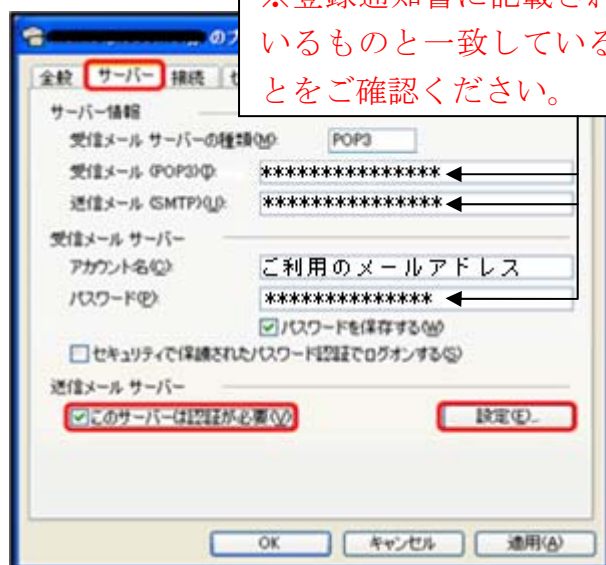 ※登録通知書に記載され
いるものと一致している
とをご確認ください。
のプ
全般 サーバー 接続 セ
サーバー情報
受信メール サーバーの種類(M): POP3
受信メール (POP3)(I): ***************
送信メール (SMTP)(U): ***************
受信メール サーバー
アカウント名(C): ご利用のメールアドレス
パスワード(P): **************
パスワードを保存する(W)
セキュリティで保護されたパスワード認証でログオンする(S)
送信メール サーバー
このサーバーは認証が必要(V) 設定(E)...
OK キャンセル 適用(A)